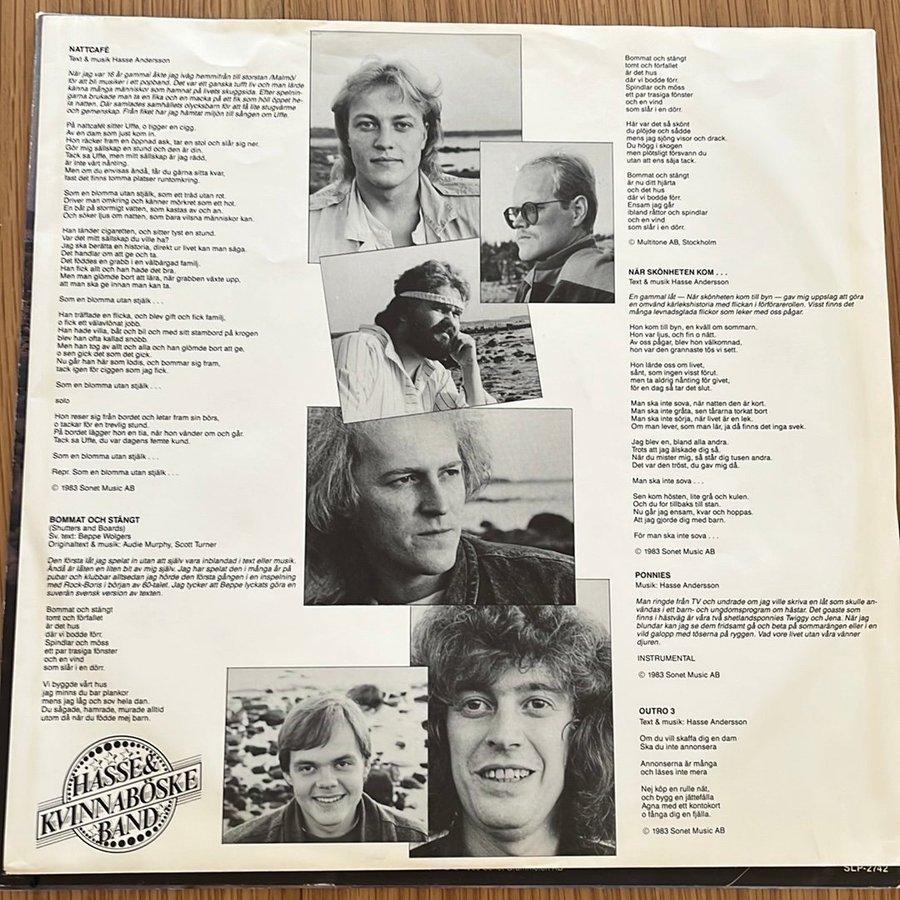 NATTCAFÉ
Text & musik Hasse Andersson
När jag var 16 år gammal åkte jag iväg hemmifrån till storstan /Malmö/
för att bli musiker i ett popband. Det var ett ganska tufft liv och man lärde
känna många människor som hamnat på livets skuggsida. Efter spelnin-
garna brukade man ta en fika och en macka på ett fik som höll öppet he-
la natten. Där samlades samhällets olycksbarn för att få lite stugvärme
och gemenskap. Från fiket har jag hämtat miljön till sången om Uffe.
På nattcafét sitter Uffe, o tigger en cigg.
Av en dam som just kom in.
Hon räcker fram en öppnad ask, tar en stol och slår sig ner.
Gör mig sällskap en stund och den är din.
Tack sa Uffe, men mitt sällskap är jag rädd,
är inte värt nånting.
Men om du envisas ändå, får du gärna sitta kvar,
fast det finns tomma platser runtomkring.
Som en blomma utan stjälk, som ett träd utan rot.
Driver man omkring och känner mörkret som ett hot.
En båt på stormigt vatten, som kastas av och an.
Och söker ljus om natten, som bara vilsna människor kan.
Han tänder cigaretten, och sitter tyst en stund.
Var det mitt sällskap du ville ha?
Jag ska berätta en historia, direkt ur livet kan man säga.
Det handlar om att ge och ta.
Det föddes en grabb i en välbärgad familj.
Han fick allt och han hade det bra.
Men man glömde bort att lära, när grabben växte upp,
att man ska ge innan man kan ta.
Som en blomma utan stjälk . . .
Han träffade en flicka, och blev gift och fick familj,
o fick ett välavlönat jobb.
Han hade villa, båt och bil och med sitt stambord på krogen
blev han ofta kallad snobb.
Men han tog av allt och alla och han glömde bort att ge,
o sen gick det som det gick.
Nu går han här som lodis, och bommar sig fram,
tack igen för ciggen som jag fick.
Som en blomma utan stjälk . . .
solo
Hon reser sig från bordet och letar fram sin börs,
o tackar för en trevlig stund.
På bordet lägger hon en tia, när hon vänder om och går.
Tack sa Uffe, du var dagens femte kund.
Som en blomma utan stjälk . . .
Repr. Som en blomma utan stjälk . . .
© 1983 Sonet Music AB
BOMMAT OCH STÄNGT
(Shutters and Boards)
Sv. text: Beppe Wolgers
Originaltext & musik: Audie Murphy, Scott Turner
Den första låt jag spelat in utan att själv vara inblandad i text eller musik.
Ändå är låten en liten bit av mig själv. Jag har spelat den i många år på
pubar och klubbar alltsedan jag hörde den första gången i en inspelning
med Rock-Boris i början av 60-talet. Jag tycker att Beppe lyckats göra en
suverän svensk version av texten.
Bommat och stängt
tomt och förfallet
är det hus
där vi bodde förr.
Spindlar och möss
ett par trasiga fönster
och en vind
som slår i en dörr.
Vi byggde vårt hus
jag minns du bar plankor
mens jag låg och sov hela dan.
Du sågade, hamrade, murade alltid
utom då när du födde mej barn.
HASSE &
KVINNABÖSKE
BAND
Bommat och stängt
tomt och förfallet
är det hus
där vi bodde förr.
Spindlar och möss
ett par trasiga fönster
och en vind
som slår i en dörr.
Här var det så skönt
du plöjde och sådde
mens jag sjöng visor och drack.
Du högg i skogen
men plötsligt försvann du
utan att ens säja tack.
Bommat och stängt
är nu ditt hjärta
och det hus
där vi bodde förr.
Ensam jag går
ibland råttor och spindlar
och en vind
som slår i en dörr.
© Multitone AB, Stockholm
NÄR SKÖNHETEN KOM . . .
Text & musik Hasse Andersson
En gammal låt — När skönheten kom till byn — gav mig uppslag att göra
en omvänd kärlekshistoria med flickan i förförarerollen. Visst finns det
många levnadsglada flickor som leker med oss pågar.
Hon kom till byn, en kväll om sommarn.
Hon var ljus, och fin o nätt.
Av oss pågar, blev hon välkomnad,
hon var den grannaste tös vi sett.
Hon lärde oss om livet,
sånt, som ingen visst förut.
men ta aldrig nånting för givet,
för en dag så tar det slut.
Man ska inte sova, när natten den är kort.
Man ska inte gråta, sen tårarna torkat bort
Man ska inte sörja, när livet är en lek.
Om man lever, som man lär, ja då finns det inga svek.
Jag blev en, bland alla andra.
Trots att jag älskade dig så.
När du mister mig, så står dig tusen andra.
Det var den tröst, du gav mig då.
Man ska inte sova . . .
Sen kom hösten, lite grå och kulen.
Och du for tillbaks till stan.
Nu går jag ensam, kvar och hoppas.
Att jag gjorde dig med barn.
För man ska inte sova . . .
© 1983 Sonet Music AB
PONNIES
Musik: Hasse Andersson
Man ringde från TV och undrade om jag ville skriva en låt som skulle an-
vändas i ett barn- och ungdomsprogram om hästar. Det goaste som
finns i hästväg är våra två shetlandsponnies Twiggy och Jena. När jag
blundar kan jag se dem fridsamt gå och beta på sommarängen eller i en
vild galopp med töserna på ryggen. Vad vore livet utan våra vänner
djuren.
INSTRUMENTAL
© 1983 Sonet Music AB
OUTRO 3
Text & musik: Hasse Andersson
Om du vill skaffa dig en dam
Ska du inte annonsera
Annonserna är många
och läses inte mera
Nej köp en rulle nät,
och bygg en jättefälla
Agna med ett kontokort
o fånga dig en fjälla.
© 1983 Sonet Music AB
SLP-2742